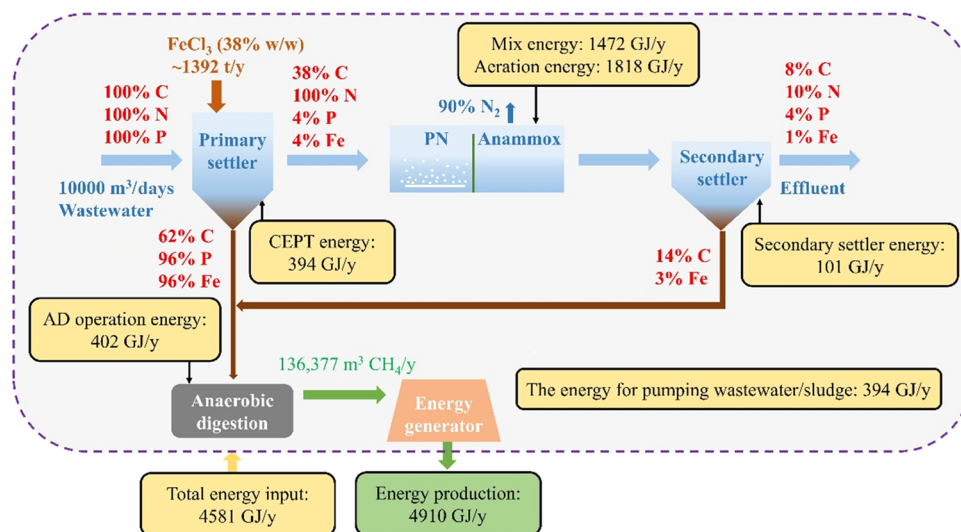 FeCl3 (38% w/w)
~1392 t/y
100% C
100% N
100% P
38% C
100% N
4% P
4% Fe
Mix energy: 1472 GJ/y
Aeration energy: 1818 GJ/y
8% C
10% N
4% P
1% Fe
90% N2
Primary
settler
PN
Anammox
Secondary
settler
10000 m3/days
Wastewater
Effluent
62% C
96% P
96% Fe
CEPT energy:
394 GJ/y
14% C
3% Fe
Secondary settler energy:
101 GJ/y
AD operation energy:
402 GJ/y
136,377 m3 CH4/y
Anacrobic
digestion
Energy
generator
The energy for pumping wastewater/sludge: 394 GJ/y
Total energy input:
4581 GJ/y
Energy production:
4910 GJ/y